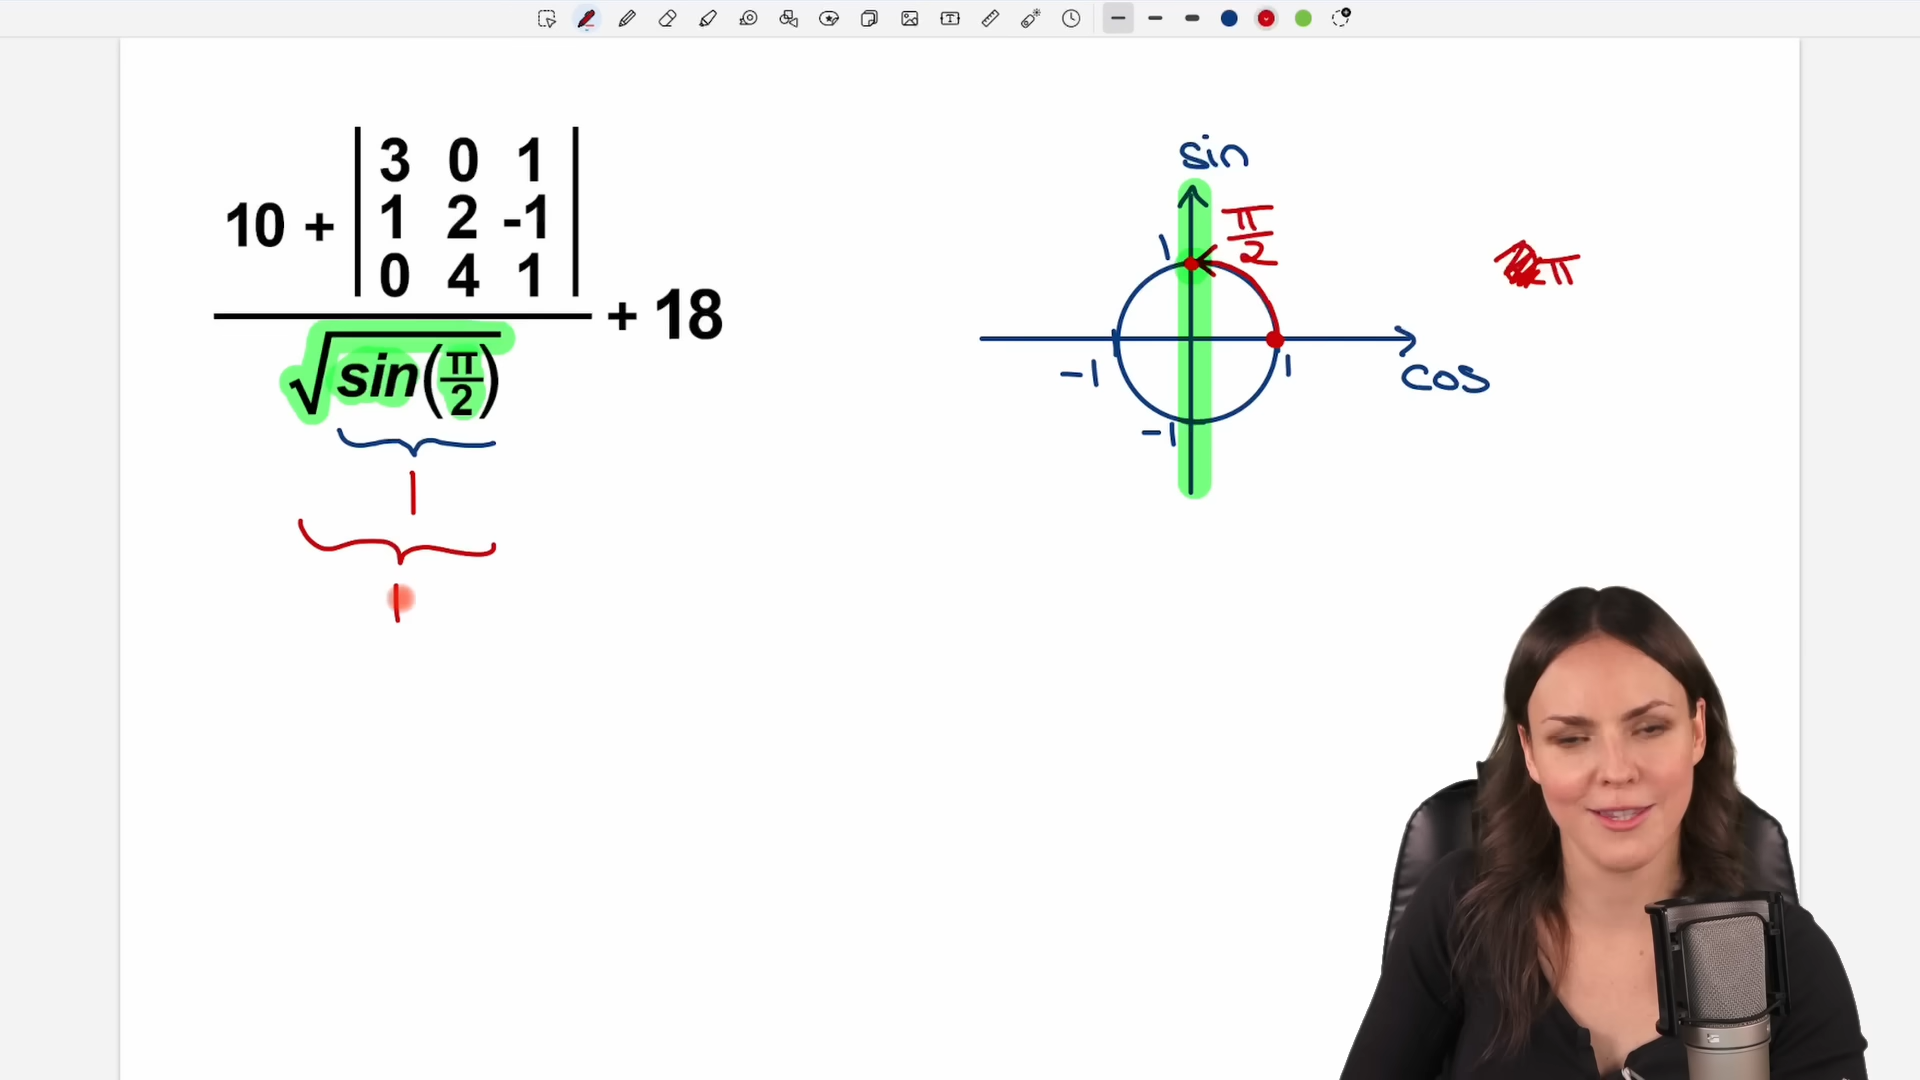 10 + | 3 0 1 |
| 1 2 -1 |
| 0 4 1 |
√sin(π/2)
+ 18
1
1
sin
π/2
1
-1
1
cos
-1
π